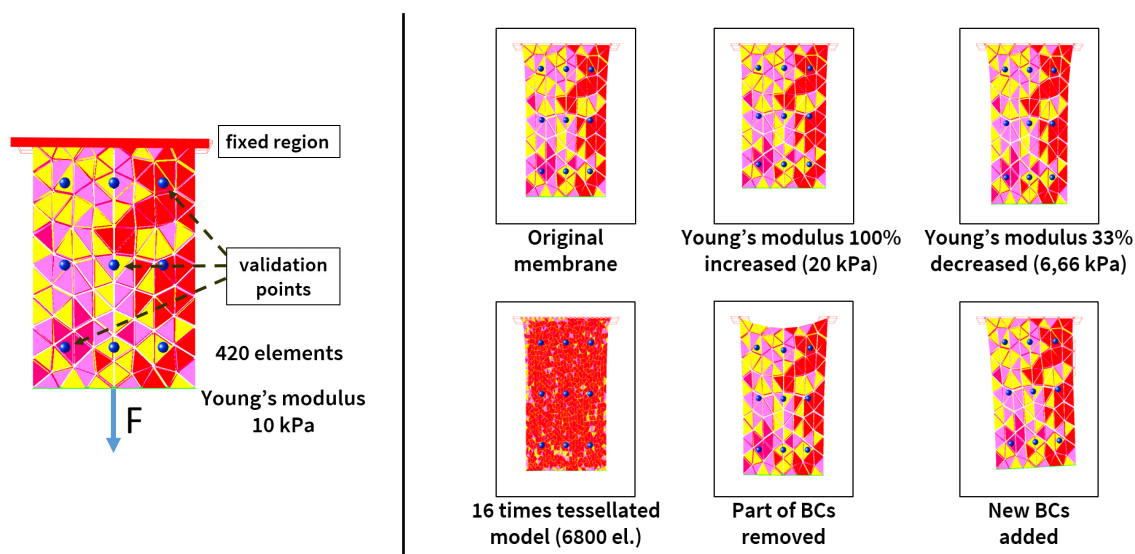 fixed region
validation
points
420 elements
Young's modulus
10 kPa
F
Original
membrane
Young's modulus 100%
increased (20 kPa)
Young's modulus 33%
decreased (6,66 kPa)
16 times tessellated
model (6800 el.)
Part of BCs
removed
New BCs
added